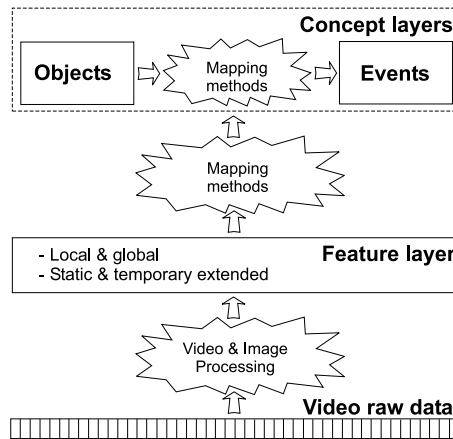 Concept layers
Objects
Mapping
methods
Events
Mapping
methods
- Local & global
- Static & temporary extended
Feature layer
Video & Image
Processing
Video raw data